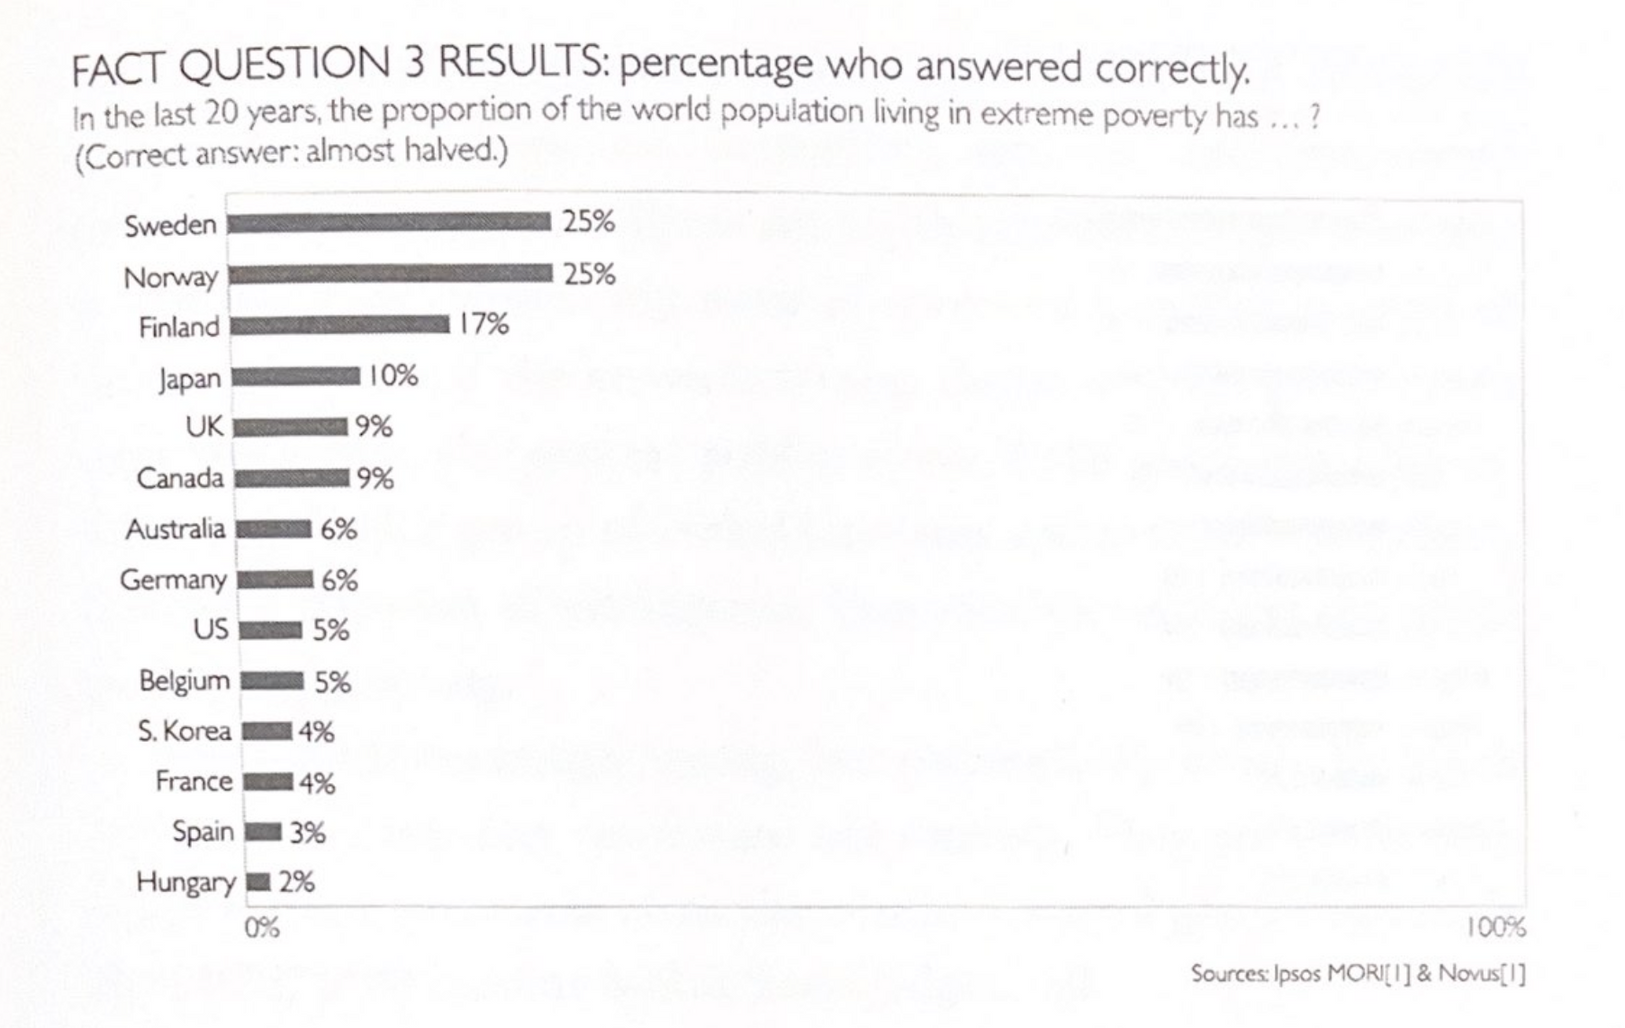 FACT QUESTION 3 RESULTS: percentage who answered correctly.
In the last 20 years, the proportion of the world population living in extreme poverty has … ?
(Correct answer: almost halved.)
Sweden 25%
Norway 25%
Finland 17%
Japan 10%
UK 9%
Canada 9%
Australia 6%
Germany 6%
US 5%
Belgium 5%
S. Korea 4%
France 4%
Spain 3%
Hungary 2%
0% 100%
Sources: Ipsos MORI[1] & Novus[1]